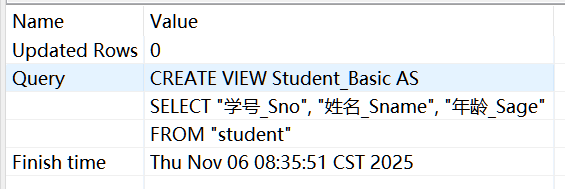 Name Value
Updated Rows 0
Query CREATE VIEW Student_Basic AS
SELECT "学号_Sno", "姓名_Sname", "年龄_Sage"
FROM "student"
Finish time Thu Nov 06 08:35:51 CST 2025